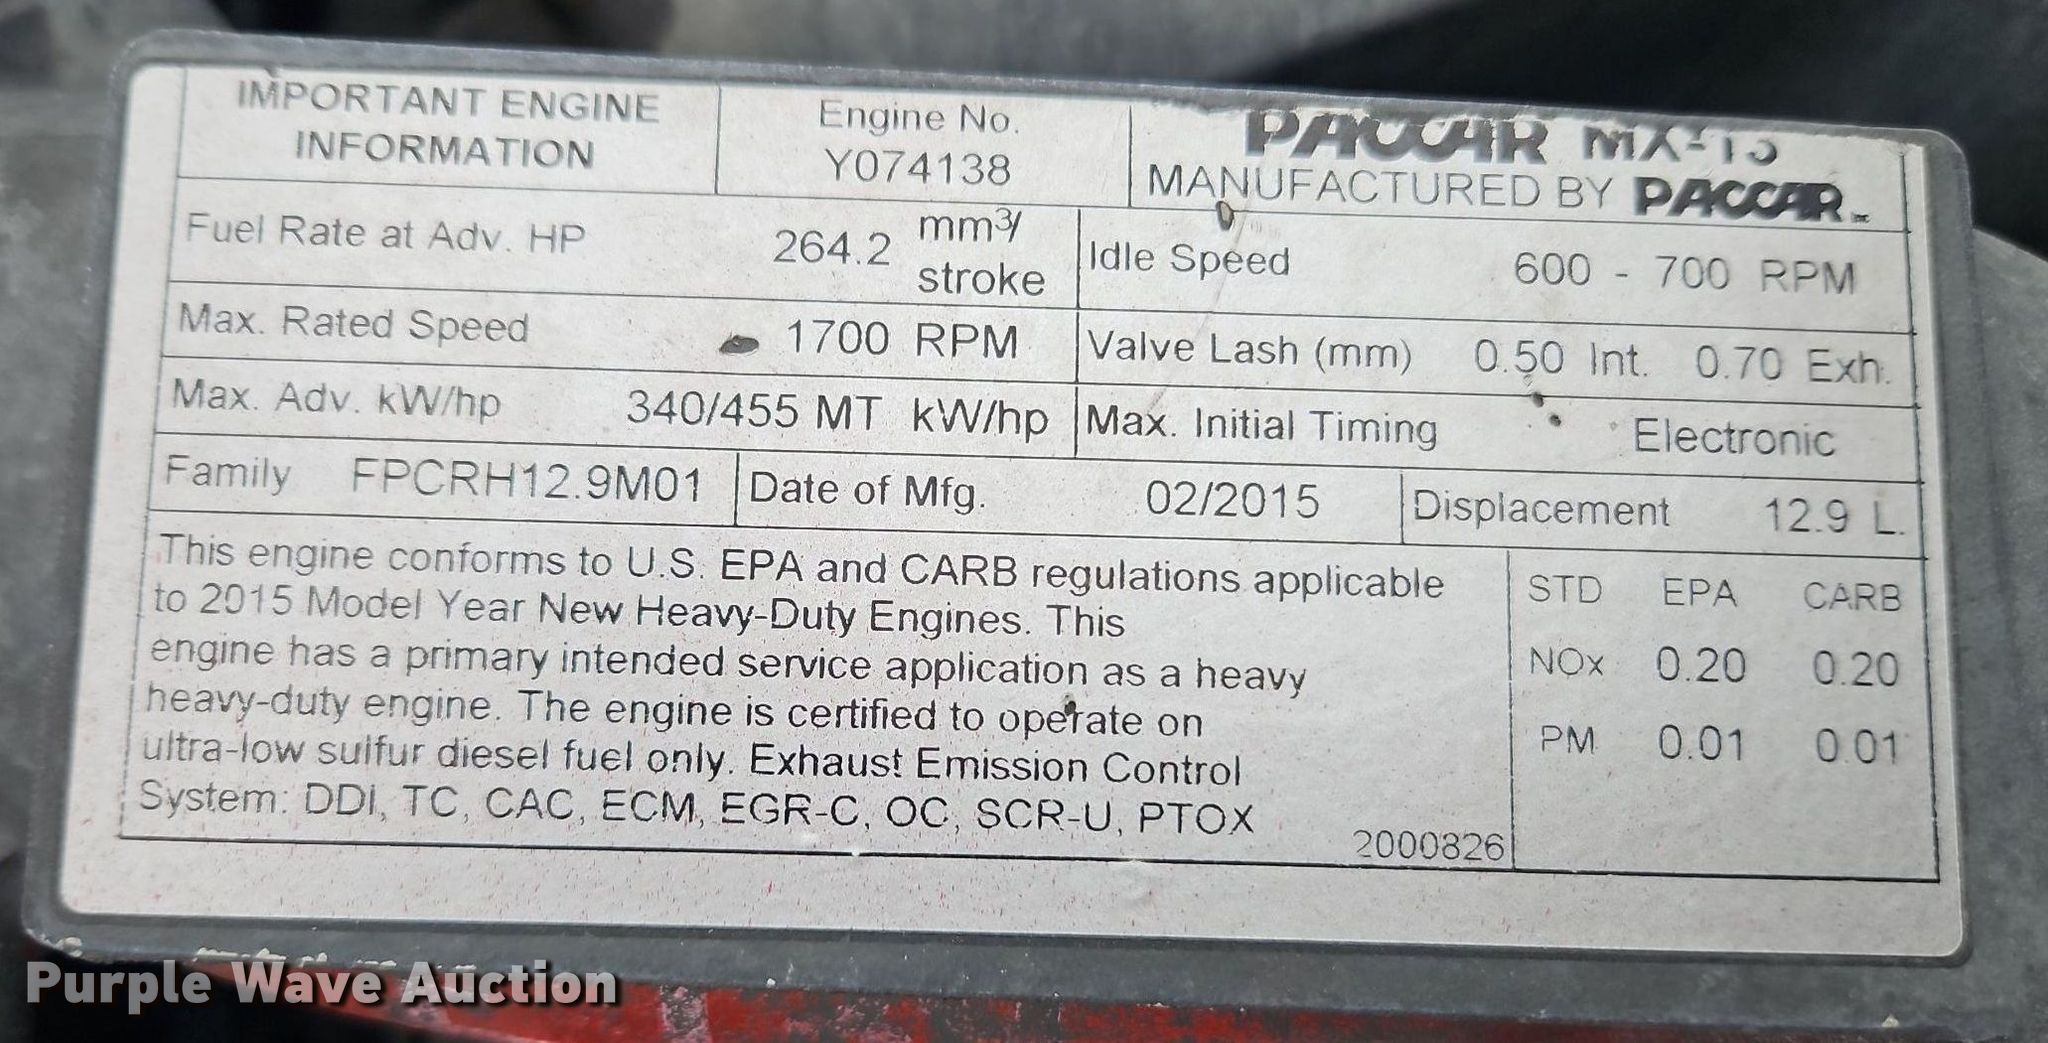 IMPORTANT ENGINE
INFORMATION
Engine No.
Y074138
PACCAR MX-13
MANUFACTURED BY PACCAR INC
Fuel Rate at Adv. HP 264.2 mm3/
stroke
Idle Speed 600 - 700 RPM
Max. Rated Speed 1700 RPM
Valve Lash (mm) 0.50 Int. 0.70 Exh.
Max. Adv. kW/hp 340/455 MT kW/hp
Max. Initial Timing Electronic
Family FPCRH12.9M01
Date of Mfg. 02/2015
Displacement 12.9 L.
This engine conforms to U.S. EPA and CARB regulations applicable
to 2015 Model Year New Heavy-Duty Engines. This
engine has a primary intended service application as a heavy
heavy-duty engine. The engine is certified to operate on
ultra-low sulfur diesel fuel only. Exhaust Emission Control
System: DDI, TC, CAC, ECM, EGR-C, OC, SCR-U, PTOX
2000826
STD EPA CARB
NOx 0.20 0.20
PM 0.01 0.01
Purple Wave Auction